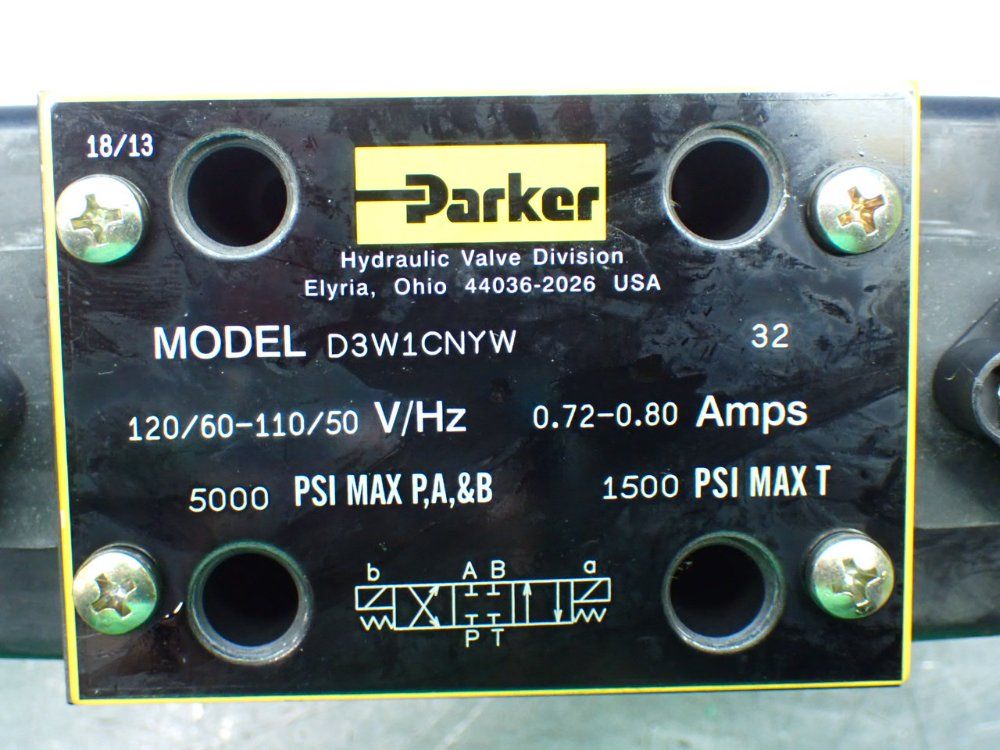 18/13
Parker
Hydraulic Valve Division
Elyria, Ohio 44036-2026 USA
MODEL D3W1CNYW 32
120/60-110/50 V/Hz 0.72-0.80 Amps
5000 PSI MAX P,A,&B 1500 PSI MAX T
b A B a
P T